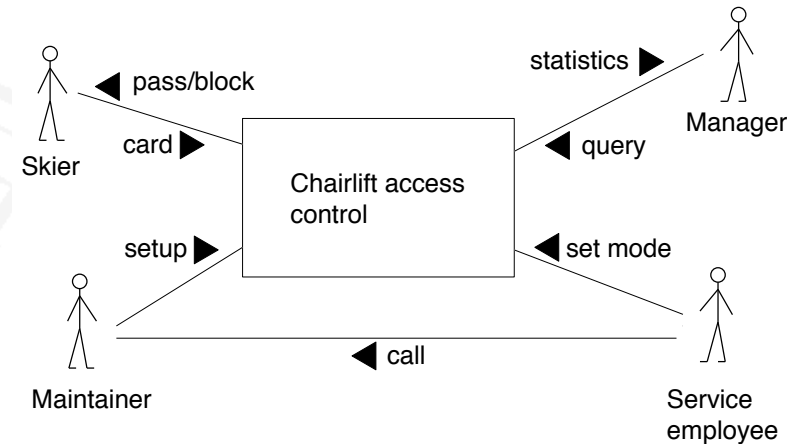 statistics
pass/block
Manager
card
query
Skier
Chairlift access
control
setup
set mode
call
Maintainer
Service
employee